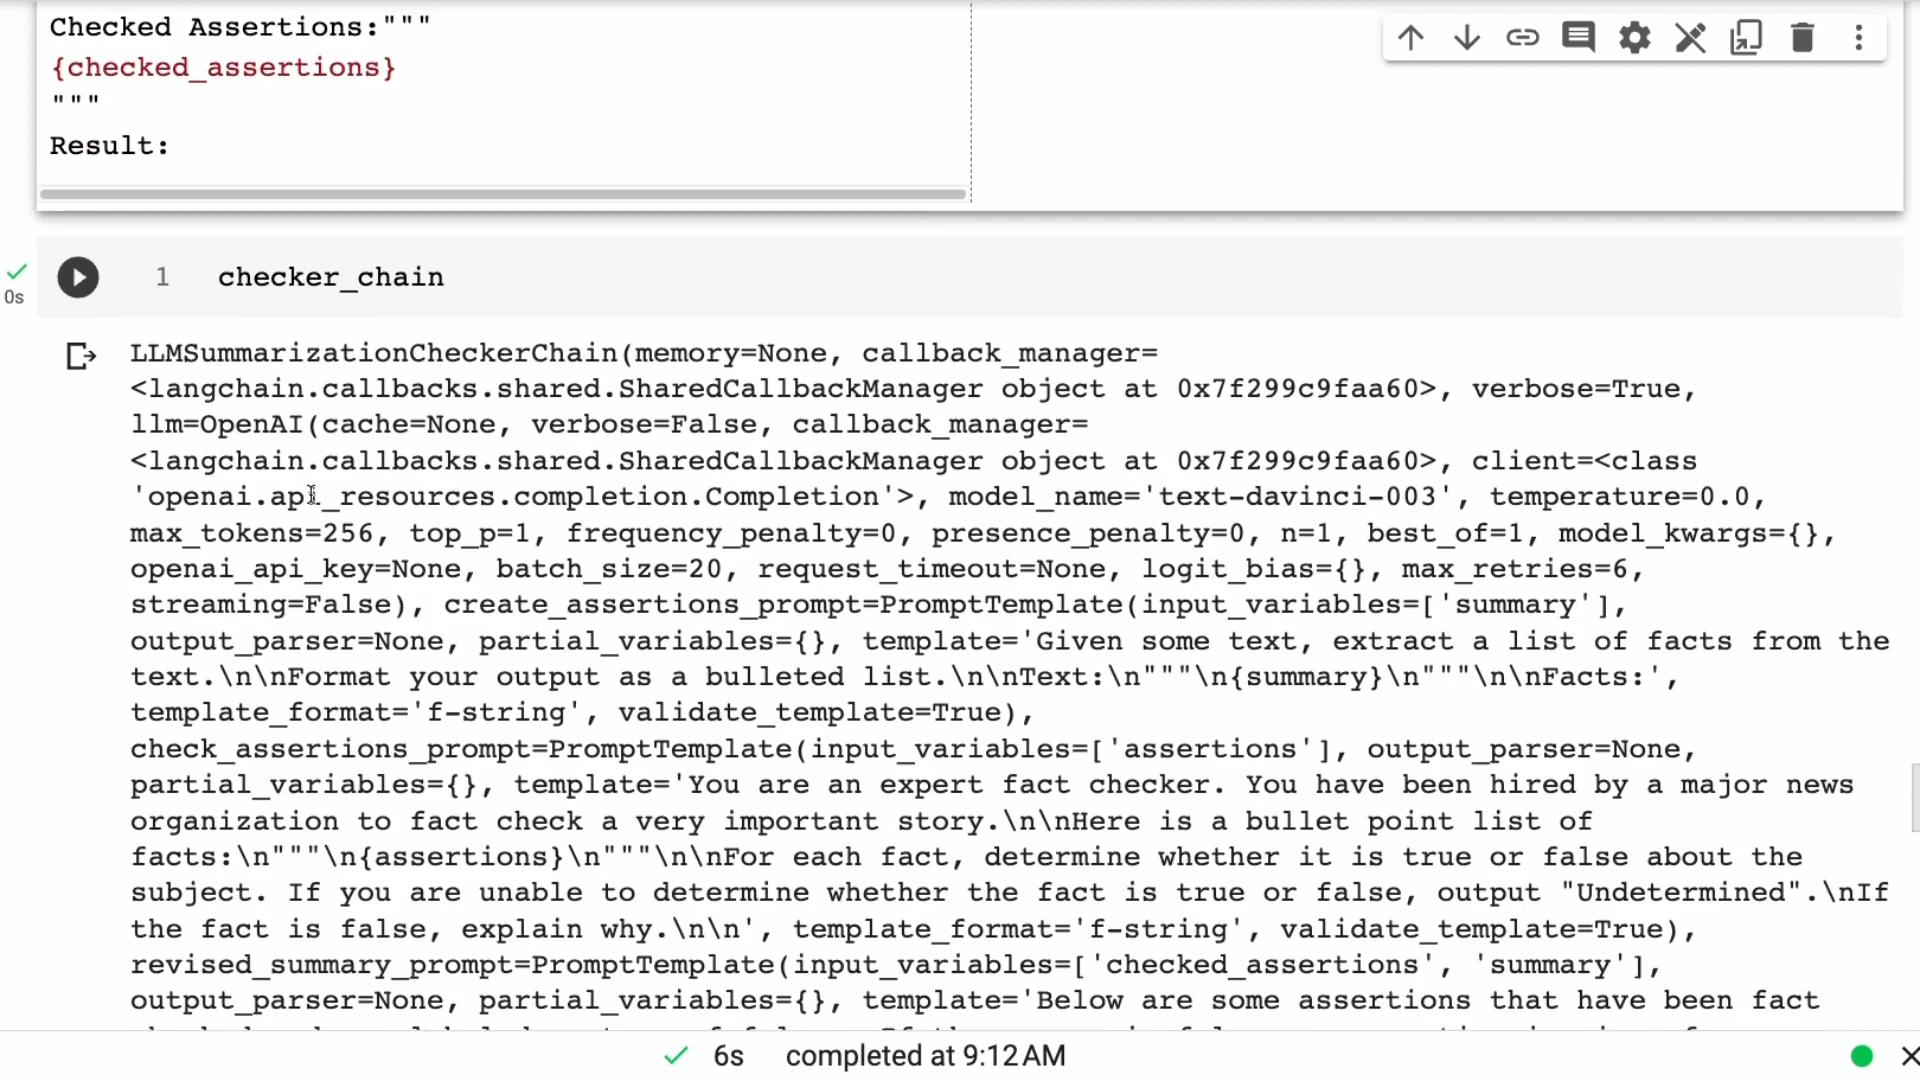 Checked Assertions:"""
{checked_assertions}
"""
Result:
0s
1 checker_chain
LLMSummarizationCheckerChain(memory=None, callback_manager=
<langchain.callbacks.shared.SharedCallbackManager object at 0x7f299c9faa60>, verbose=True,
llm=OpenAI(cache=None, verbose=False, callback_manager=
<langchain.callbacks.shared.SharedCallbackManager object at 0x7f299c9faa60>, client=<class
'openai.api_resources.completion.Completion'>, model_name='text-davinci-003', temperature=0.0,
max_tokens=256, top_p=1, frequency_penalty=0, presence_penalty=0, n=1, best_of=1, model_kwargs={},
openai_api_key=None, batch_size=20, request_timeout=None, logit_bias={}, max_retries=6,
streaming=False), create_assertions_prompt=PromptTemplate(input_variables=['summary'],
output_parser=None, partial_variables={}, template='Given some text, extract a list of facts from the
text.\n\nFormat your output as a bulleted list.\n\nText:\n"""\n{summary}\n"""\n\nFacts:',
template_format='f-string', validate_template=True),
check_assertions_prompt=PromptTemplate(input_variables=['assertions'], output_parser=None,
partial_variables={}, template='You are an expert fact checker. You have been hired by a major news
organization to fact check a very important story.\n\nHere is a bullet point list of
facts:\n"""\n{assertions}\n"""\n\nFor each fact, determine whether it is true or false about the
subject. If you are unable to determine whether the fact is true or false, output "Undetermined".\nIf
the fact is false, explain why.\n\n', template_format='f-string', validate_template=True),
revised_summary_prompt=PromptTemplate(input_variables=['checked_assertions', 'summary'],
output_parser=None, partial_variables={}, template='Below are some assertions that have been fact
6s completed at 9:12 AM